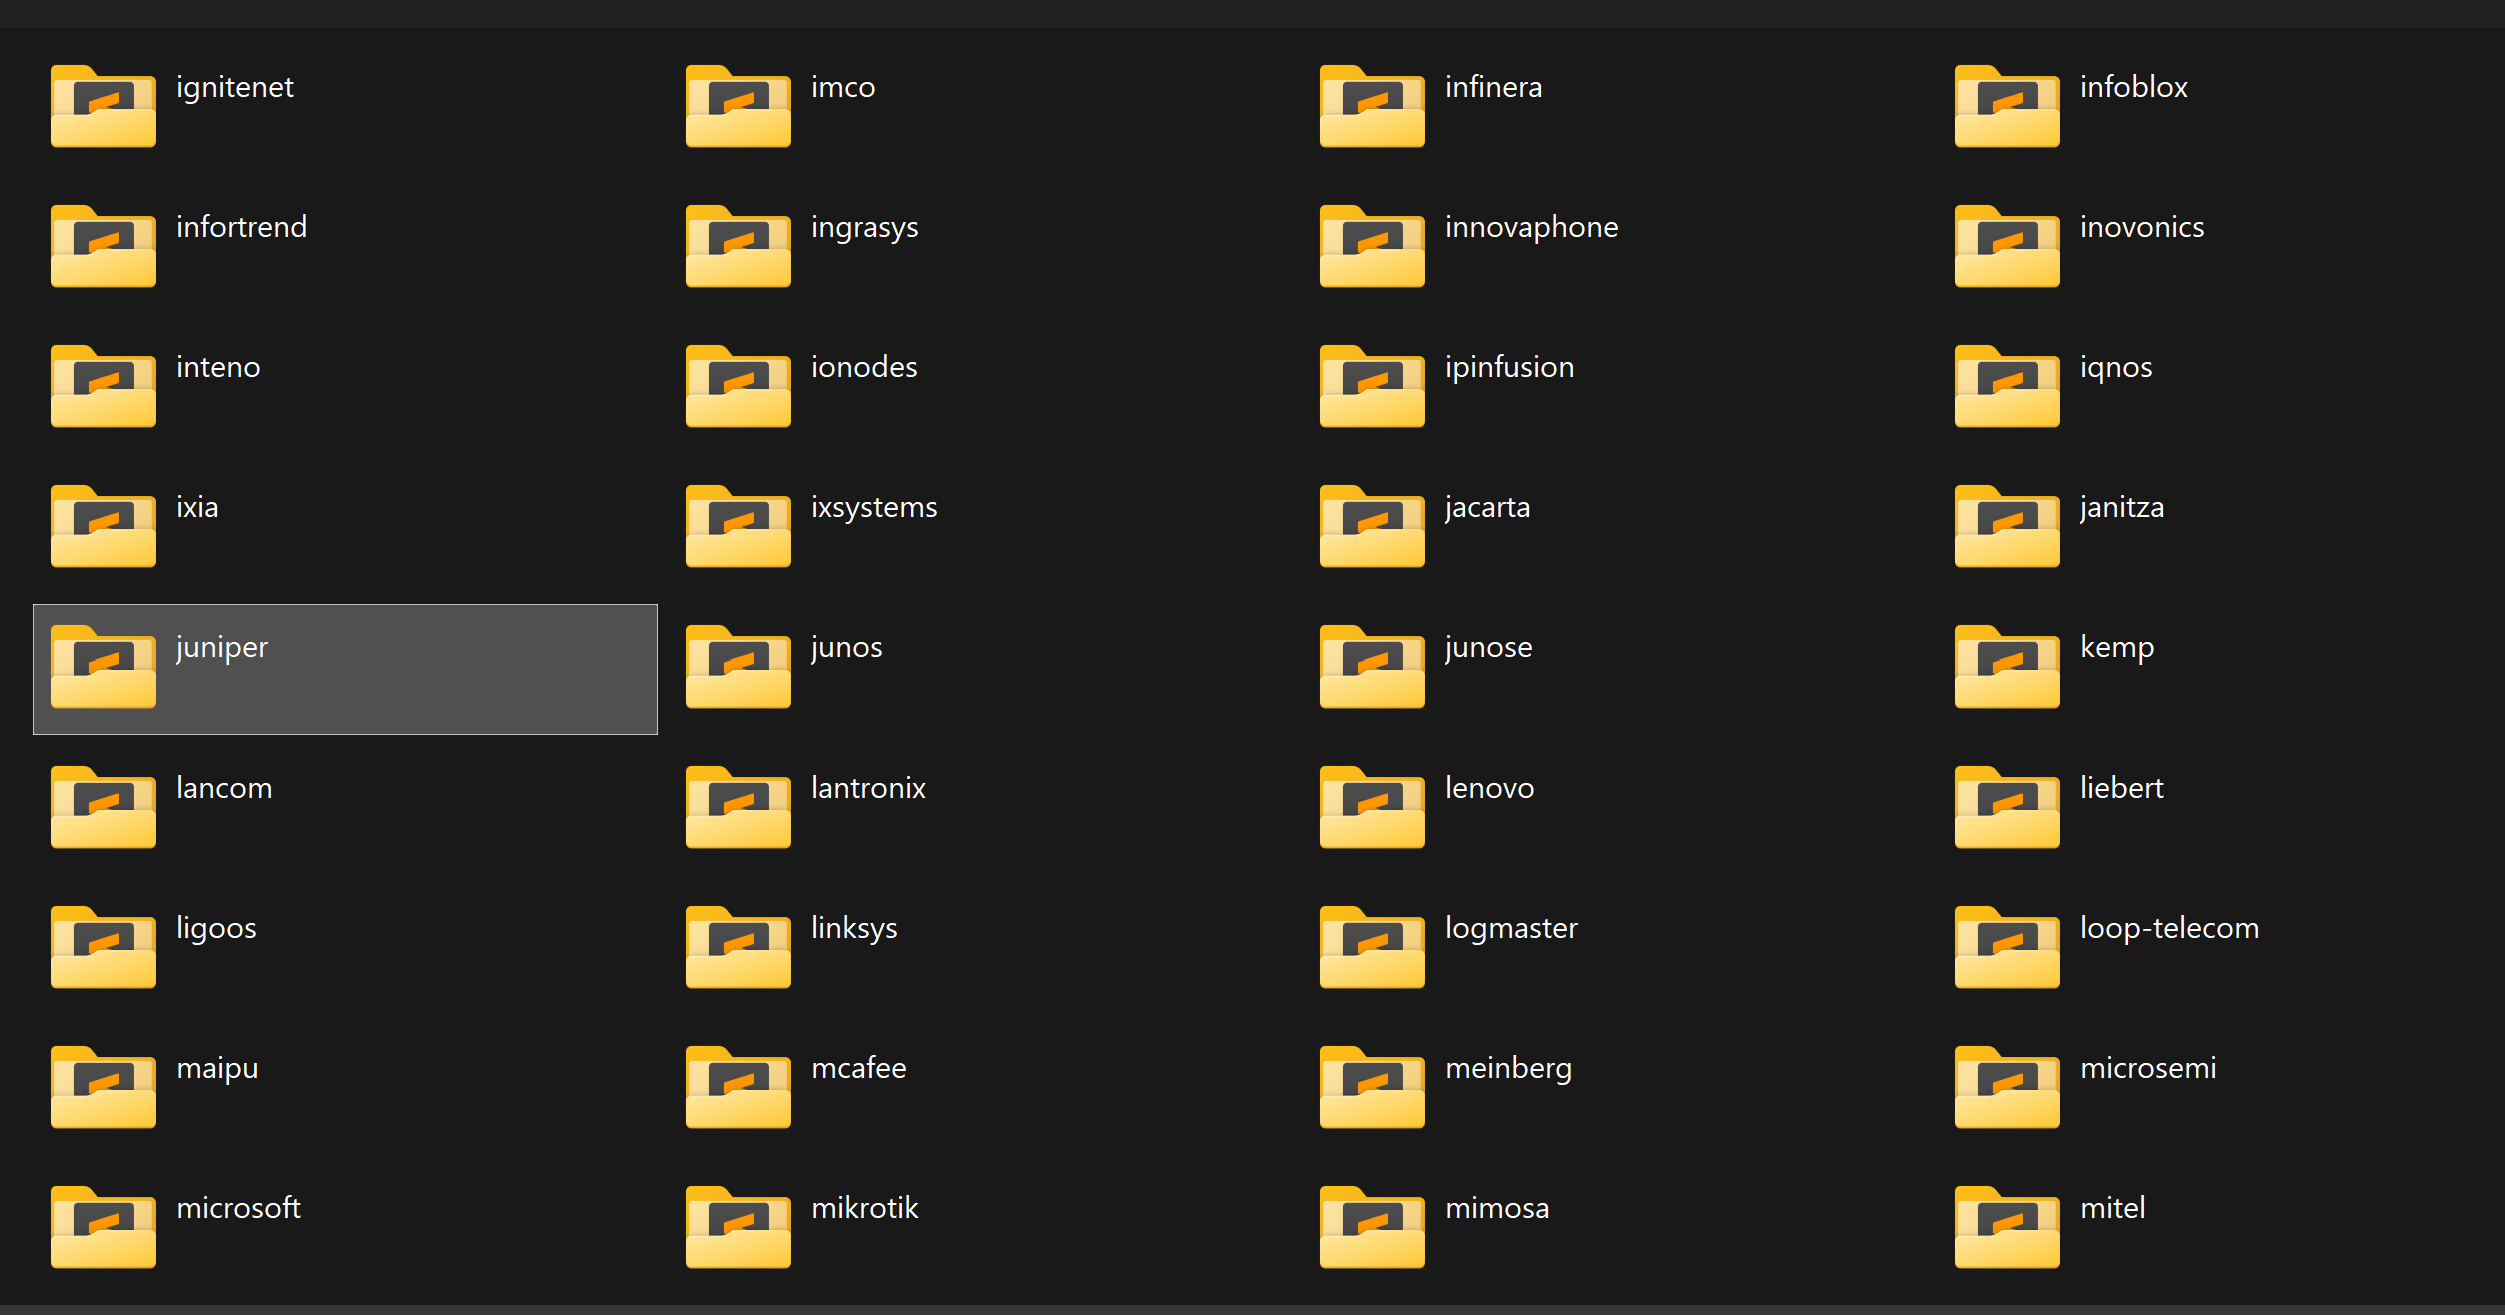 ignitenet
imco
infinera
infoblox
infortrend
ingrasys
innovaphone
inovonics
inteno
ionodes
ipinfusion
iqnos
ixia
ixsystems
jacarta
janitza
juniper
junos
junose
kemp
lancom
lantronix
lenovo
liebert
ligoos
linksys
logmaster
loop-telecom
maipu
mcafee
meinberg
microsemi
microsoft
mikrotik
mimosa
mitel